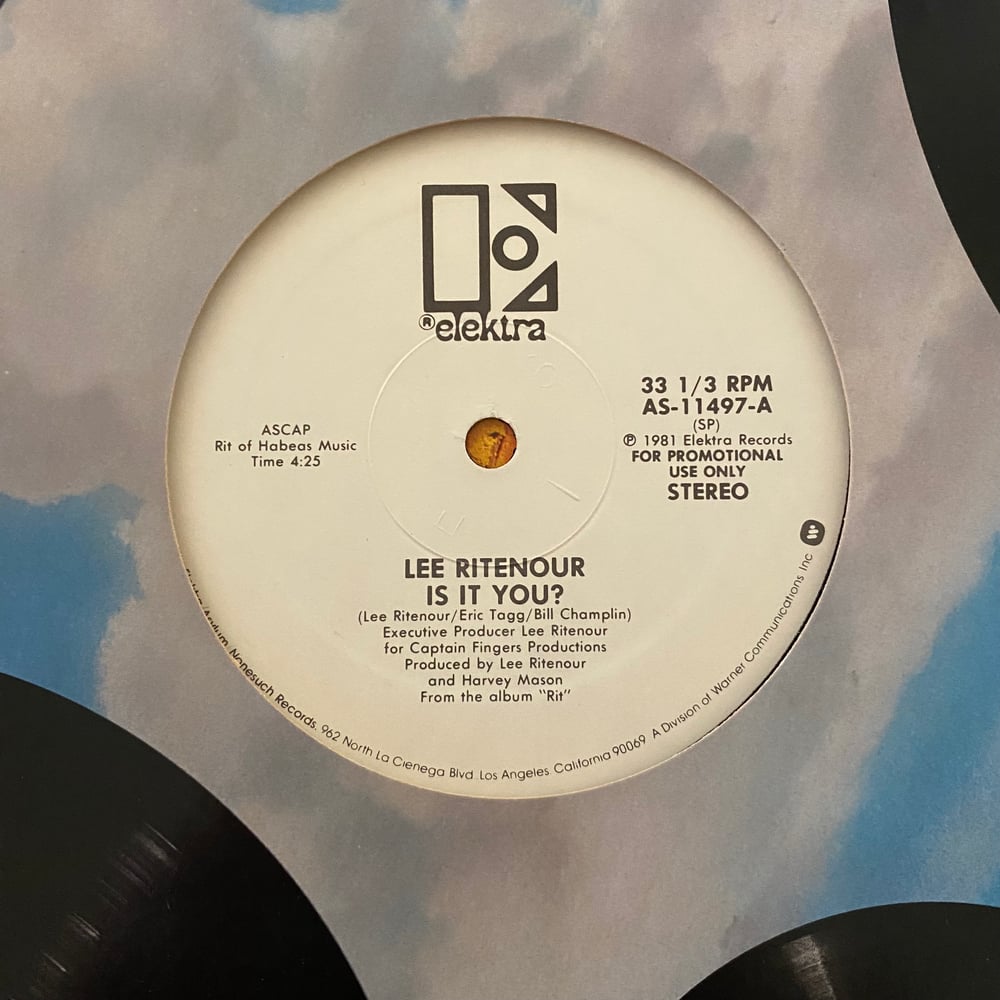 ® elektra
ASCAP
Rit of Habeas Music
Time 4:25
33 1/3 RPM
AS-11497-A
(SP)
℗ 1981 Elektra Records
FOR PROMOTIONAL
USE ONLY
STEREO
LEE RITENOUR
IS IT YOU?
(Lee Ritenour/Eric Tagg/Bill Champlin)
Executive Producer Lee Ritenour
for Captain Fingers Productions
Produced by Lee Ritenour
and Harvey Mason
From the album "Rit"
Nonesuch Records. 962 North La Cienega Blvd. Los Angeles California 90069 A Division of Warner Communications Inc